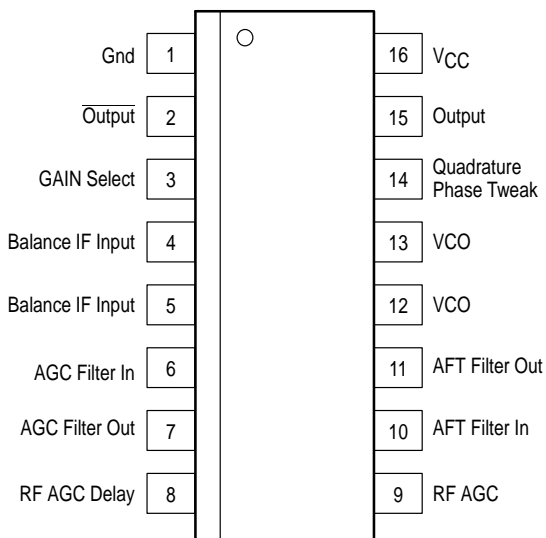 Gnd 1 16 VCC
Output 2 15 Output
GAIN Select 3 14 Quadrature
Phase Tweak
Balance IF Input 4 13 VCO
Balance IF Input 5 12 VCO
AGC Filter In 6 11 AFT Filter Out
AGC Filter Out 7 10 AFT Filter In
RF AGC Delay 8 9 RF AGC